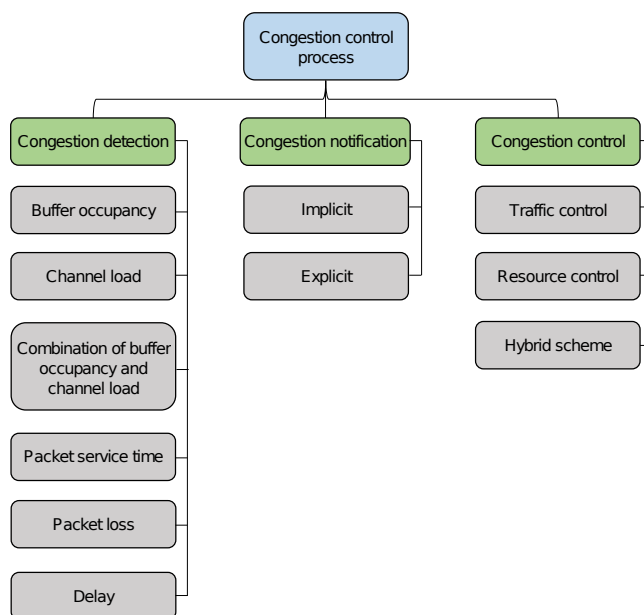 Congestion control
process
Congestion detection
Buffer occupancy
Channel load
Combination of buffer
occupancy and
channel load
Packet service time
Packet loss
Delay
Congestion notification
Implicit
Explicit
Congestion control
Traffic control
Resource control
Hybrid scheme